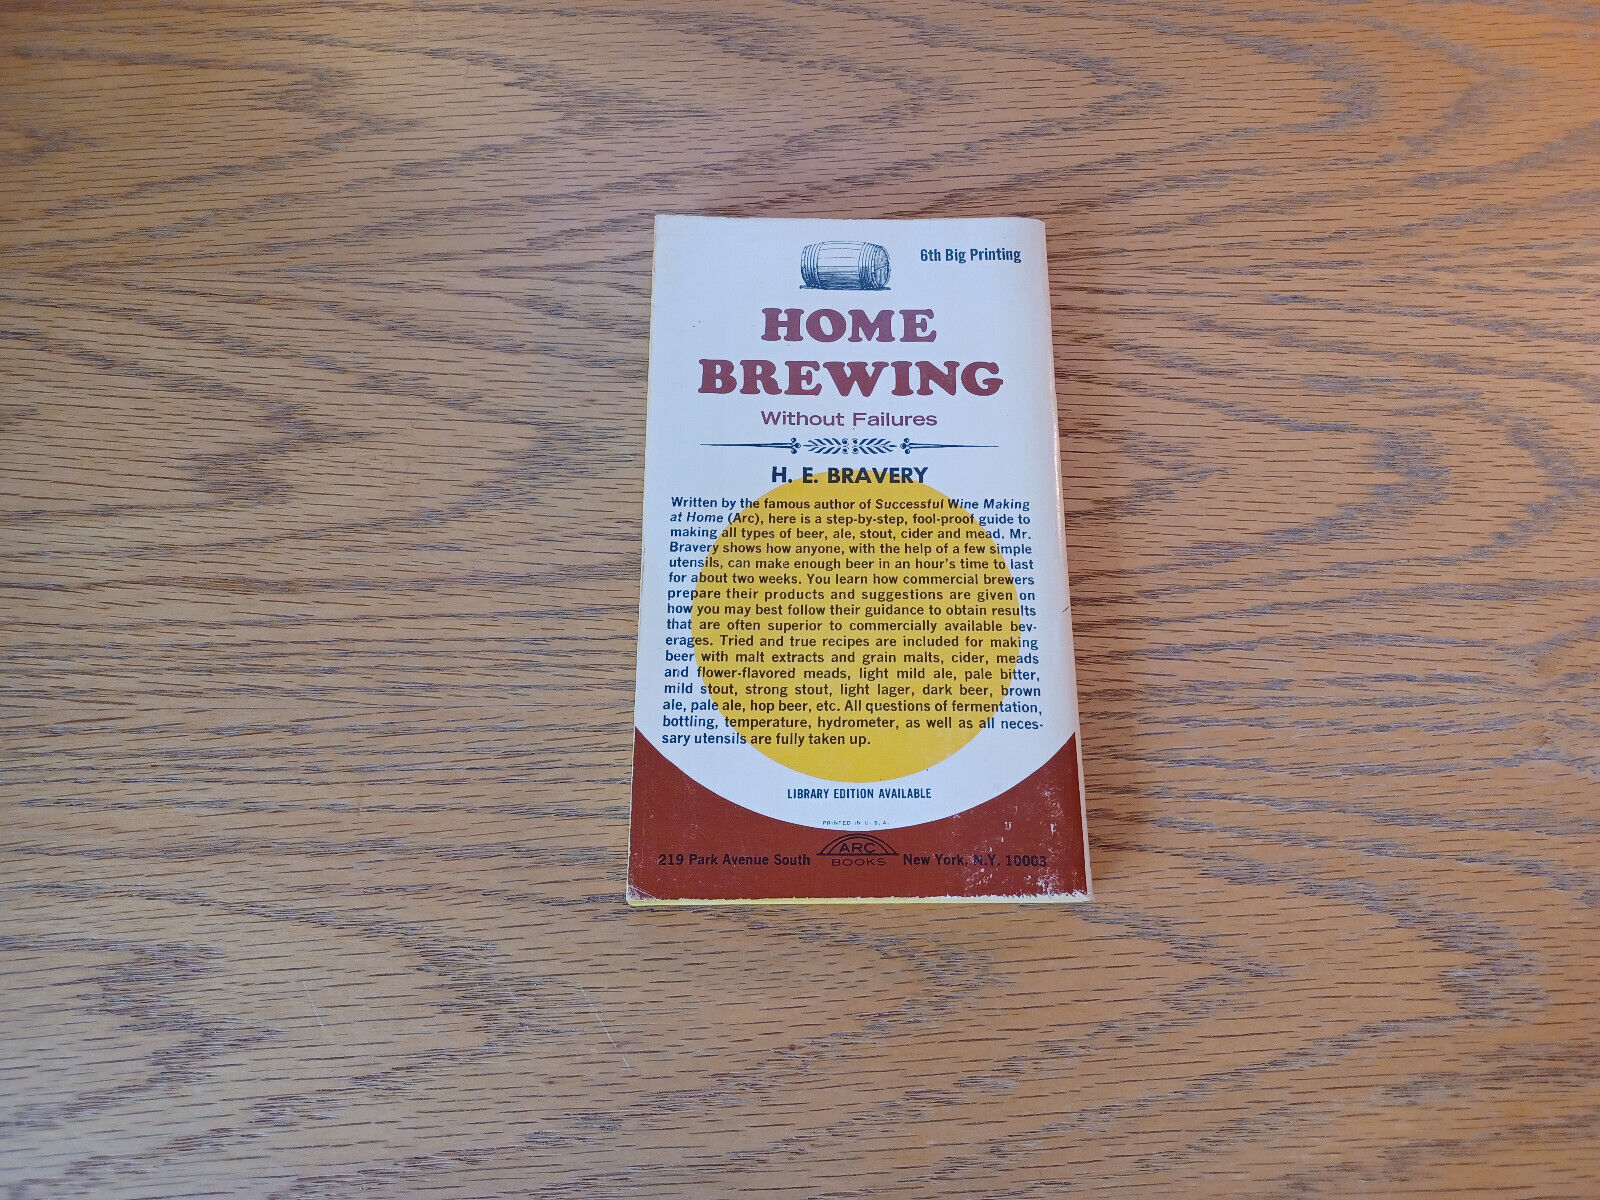 6th Big Printing
HOME
BREWING
Without Failures
H. E. BRAVERY
Written by the famous author of Successful Wine Making
at Home (Arc), here is a step-by-step, fool-proof guide to
making all types of beer, ale, stout, cider and mead. Mr.
Bravery shows how anyone, with the help of a few simple
utensils, can make enough beer in an hour's time to last
for about two weeks. You learn how commercial brewers
prepare their products and suggestions are given on
how you may best follow their guidance to obtain results
that are often superior to commercially available bev-
erages. Tried and true recipes are included for making
beer with malt extracts and grain malts, cider, meads
and flower-flavored meads, light mild ale, pale bitter,
mild stout, strong stout, light lager, dark beer, brown
ale, pale ale, hop beer, etc. All questions of fermentation,
bottling, temperature, hydrometer, as well as all neces-
sary utensils are fully taken up.
LIBRARY EDITION AVAILABLE
PRINTED IN U. S. A.
219 Park Avenue South ARC BOOKS New York, N.Y. 10003